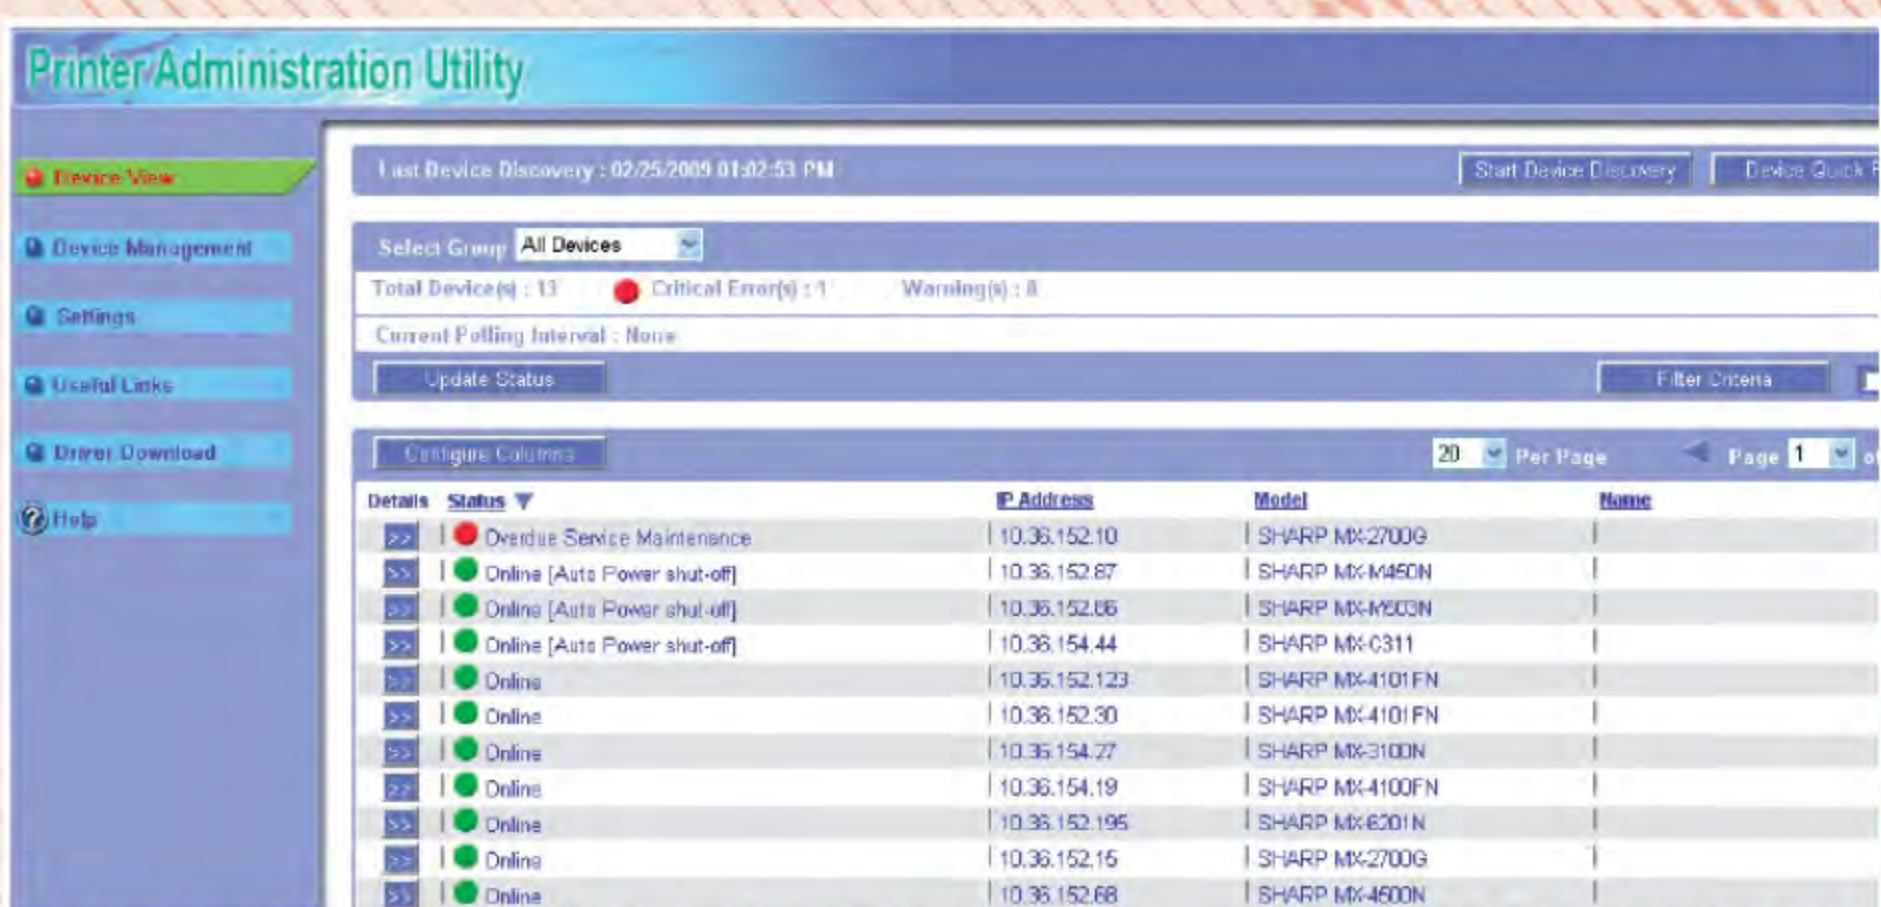 Printer Administration Utility
Device View
Device Management
Settings
Useful Links
Driver Download
Help
Last Device Discovery : 02/25/2009 01:02:53 PM
Start Device Discovery
Device Quick
Select Group All Devices
Total Device(s) : 13 Critical Error(s) : 1 Warning(s) :
Current Polling Interval : None
Update Status
Filter Criteria
Configure Columns
20 Per Page
Page 1
Details Status IP Address Model Name
>> Overdue Service Maintenance 10.36.152.10 SHARP MX-2700G
>> Online [Auto Power shut-off] 10.36.152.87 SHARP MX-M450N
>> Online [Auto Power shut-off] SHARP
>> Online [Auto Power shut-off] 10.36.154.44 SHARP MX-C311
>> Online 10.36.152.123 SHARP MX-4101FN
>> Online 10.36.152.30 SHARP MX-4101FN
>> Online 10.36.154.27 SHARP MX-3100N
>> Online 10.36.154.19 SHARP MX-4100FN
>> Online 10.36.152.195 SHARP MX-6201N
>> Online 10.36.152.15 SHARP MX-2700G
>> Online 10.36.152.68 SHARP MX-4500N